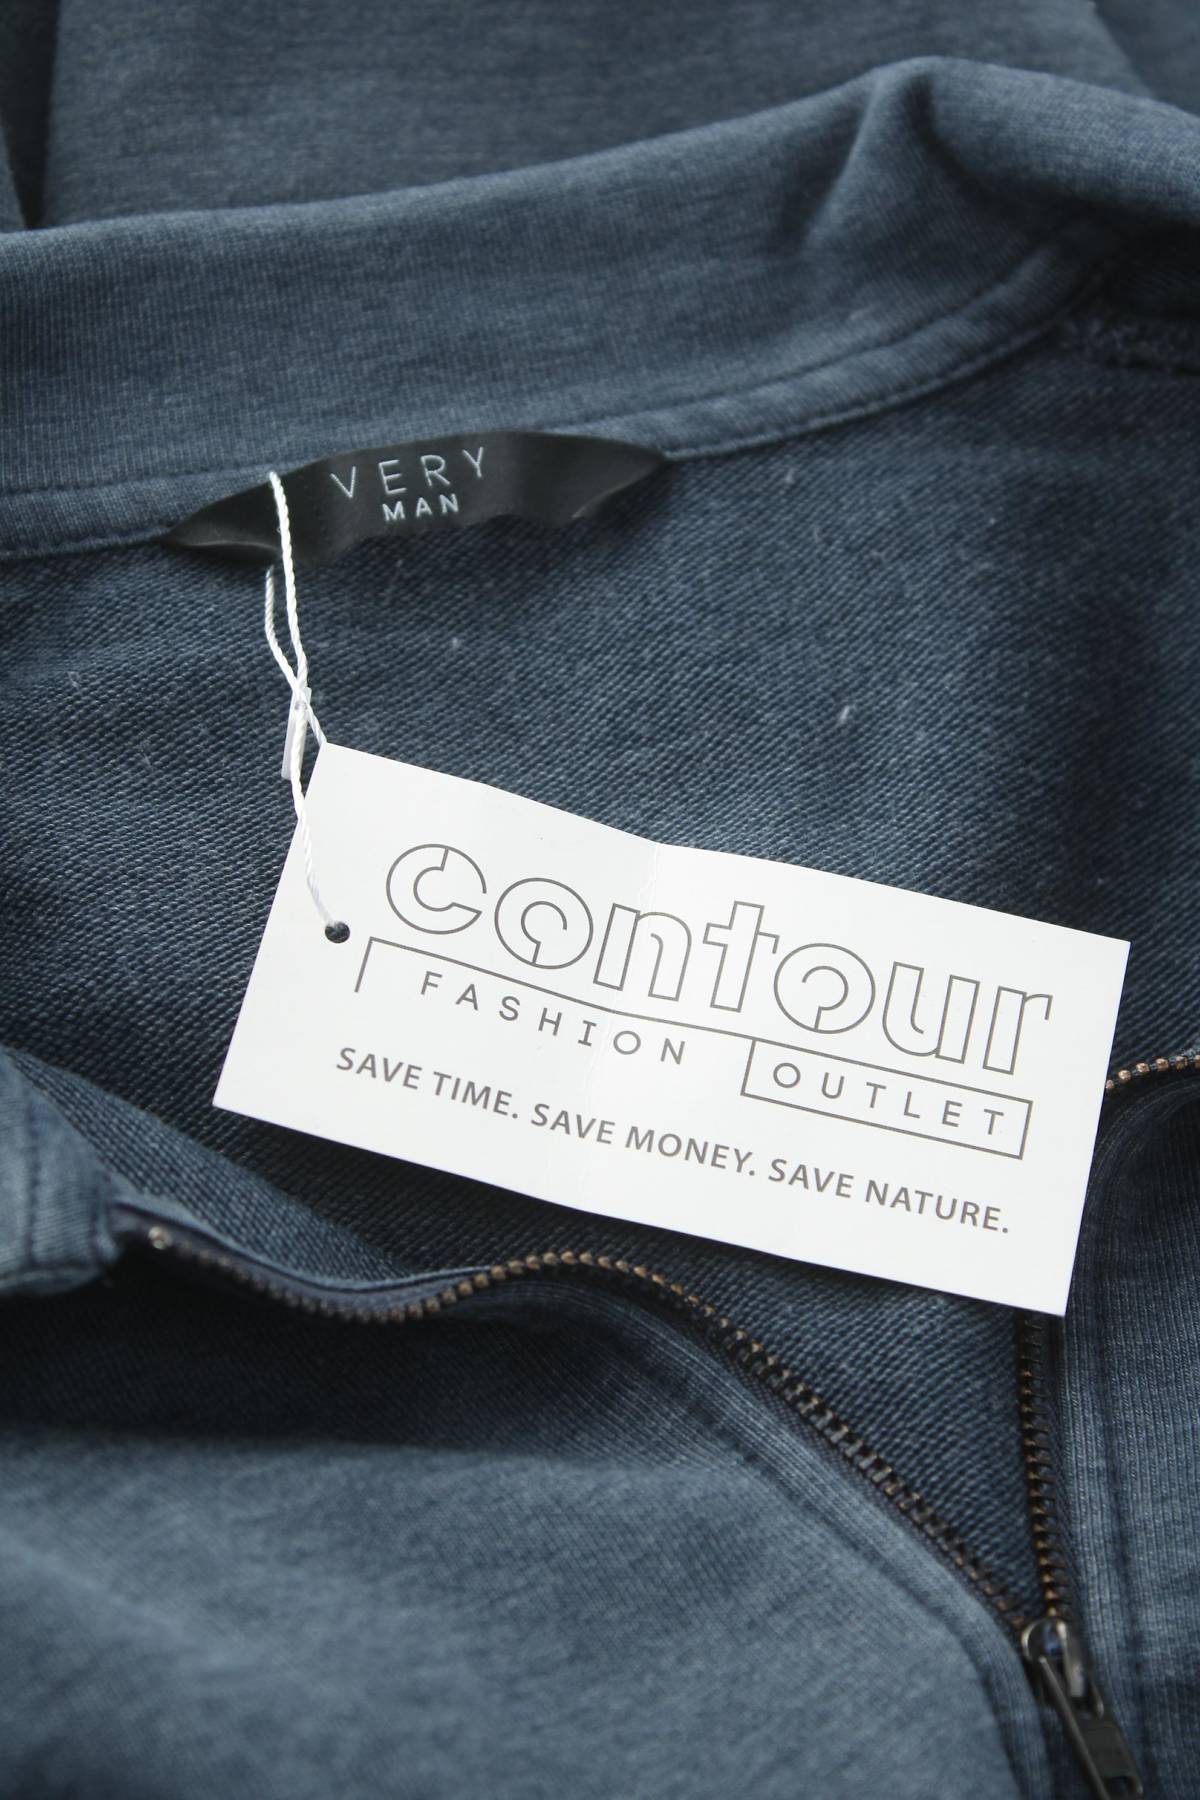 VERY
MAN
contour
FASHION OUTLET
SAVE TIME. SAVE MONEY. SAVE NATURE.